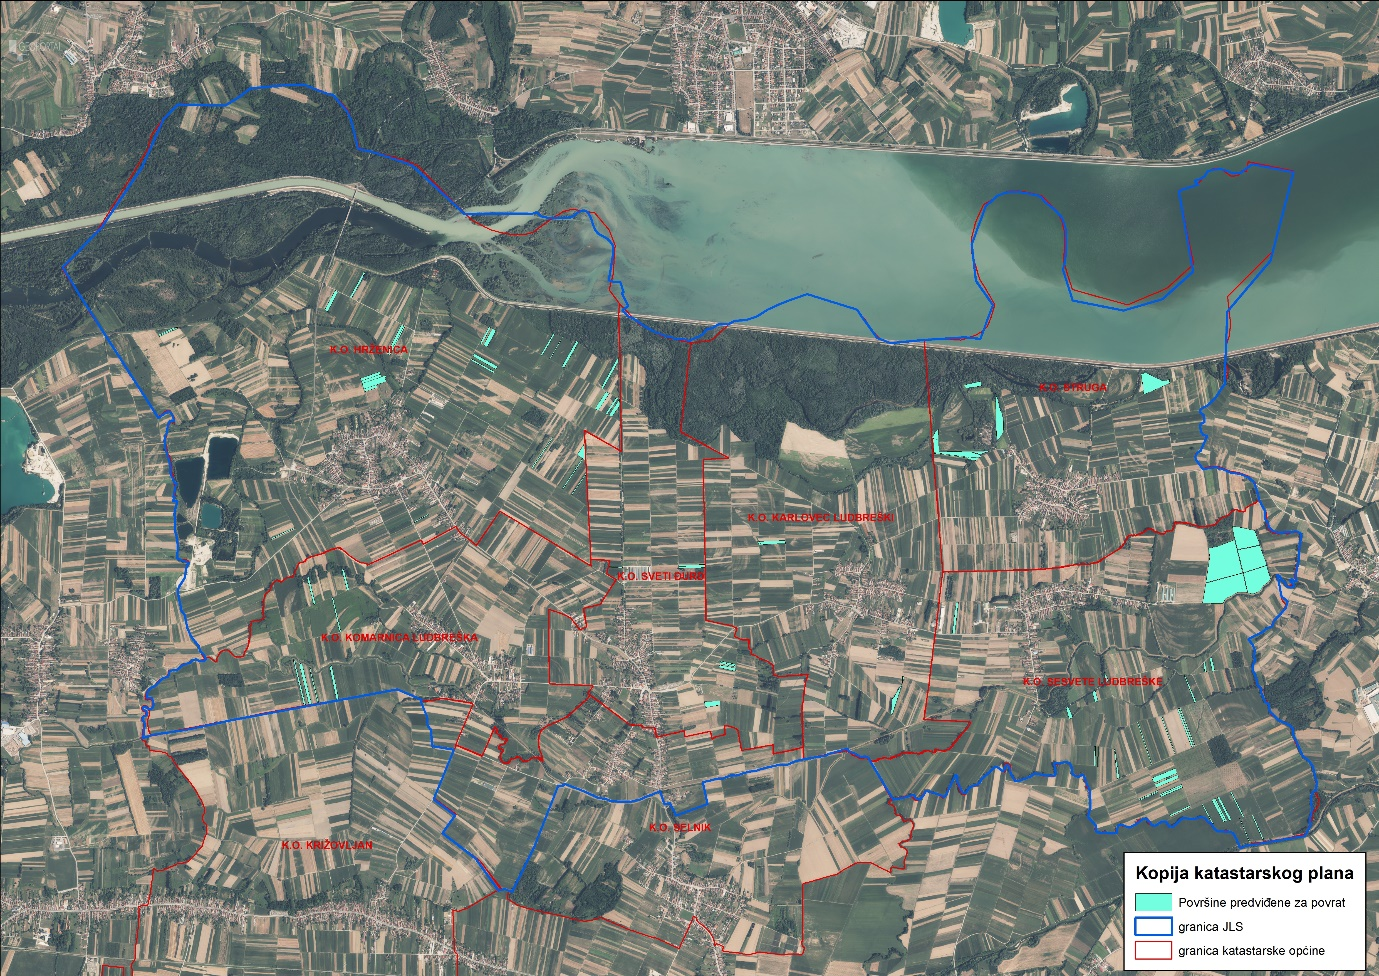 K.O. HRŽENICA
K.O. STRUGA
K.O. KARLOVEC LUDBREŠKI
K.O. SVETI ĐURĐ
K.O. KOMARNICA LUDBREŠKA
K.O. SESVETE LUDBREŠKE
K.O. SELNIK
K.O. KRIŽOVLJAN
Kopija katastarskog plana
Površine predviđene za povrat
granica JLS
granica katastarske općine